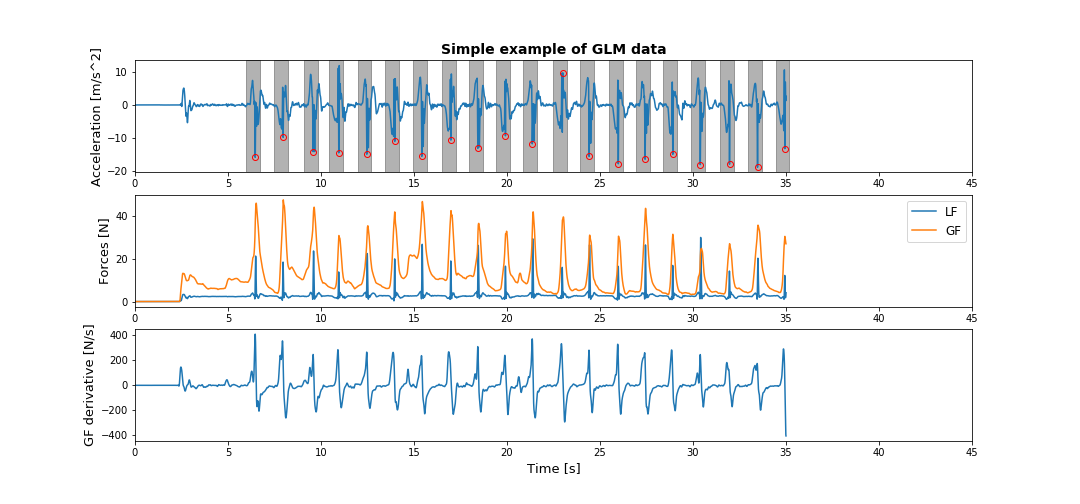 Simple example of GLM data
Acceleration [m/s^2]
10
0
−10
−20
0 5 10 15 20 25 30 35 40 45
Forces [N]
40
20
0
LF
GF
0 5 10 15 20 25 30 35 40 45
GF derivative [N/s]
400
200
0
−200
−400
0 5 10 15 20 25 30 35 40 45
Time [s]